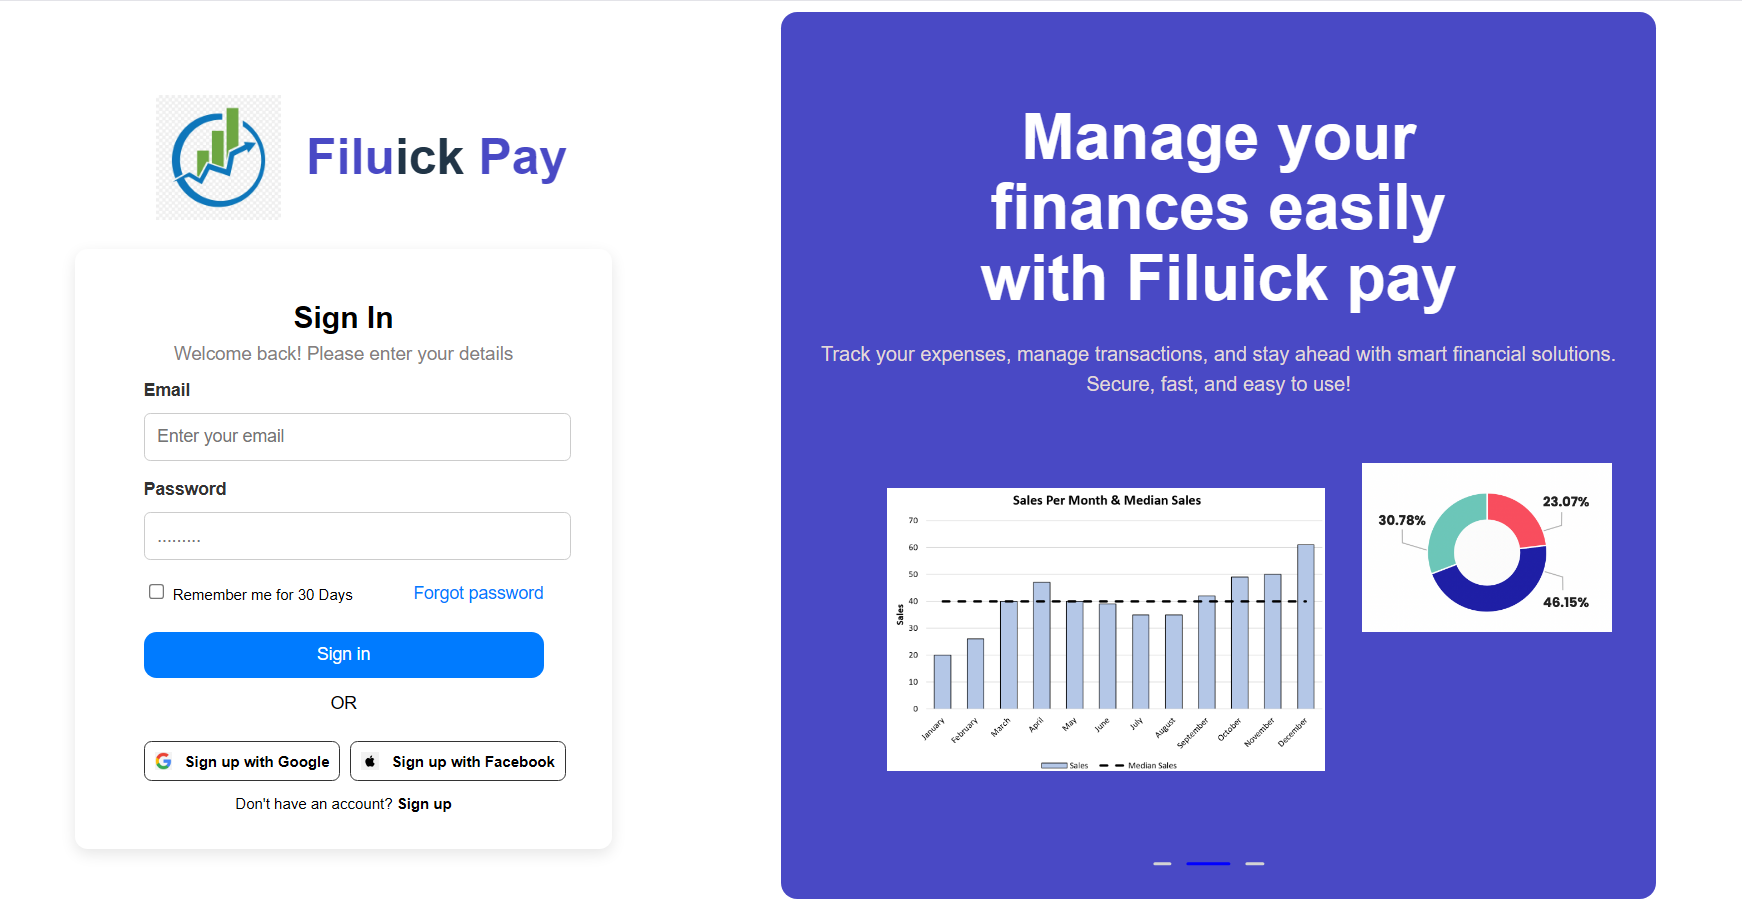 Filuick Pay
Sign In
Welcome back! Please enter your details
Email
Enter your email
Password
.........
Remember me for 30 Days
Forgot password
Sign in
OR
Sign up with Google
Sign up with Facebook
Don't have an account? Sign up
Manage your
finances easily
with Filuick pay
Track your expenses, manage transactions, and stay ahead with smart financial solutions.
Secure, fast, and easy to use!
Sales Per Month & Median Sales
70
60
50
40
30
20
10
0
Sales
January
February
March
April
May
June
July
August
September
October
November
December
Sales
Median Sales
23.07%
30.78%
46.15%